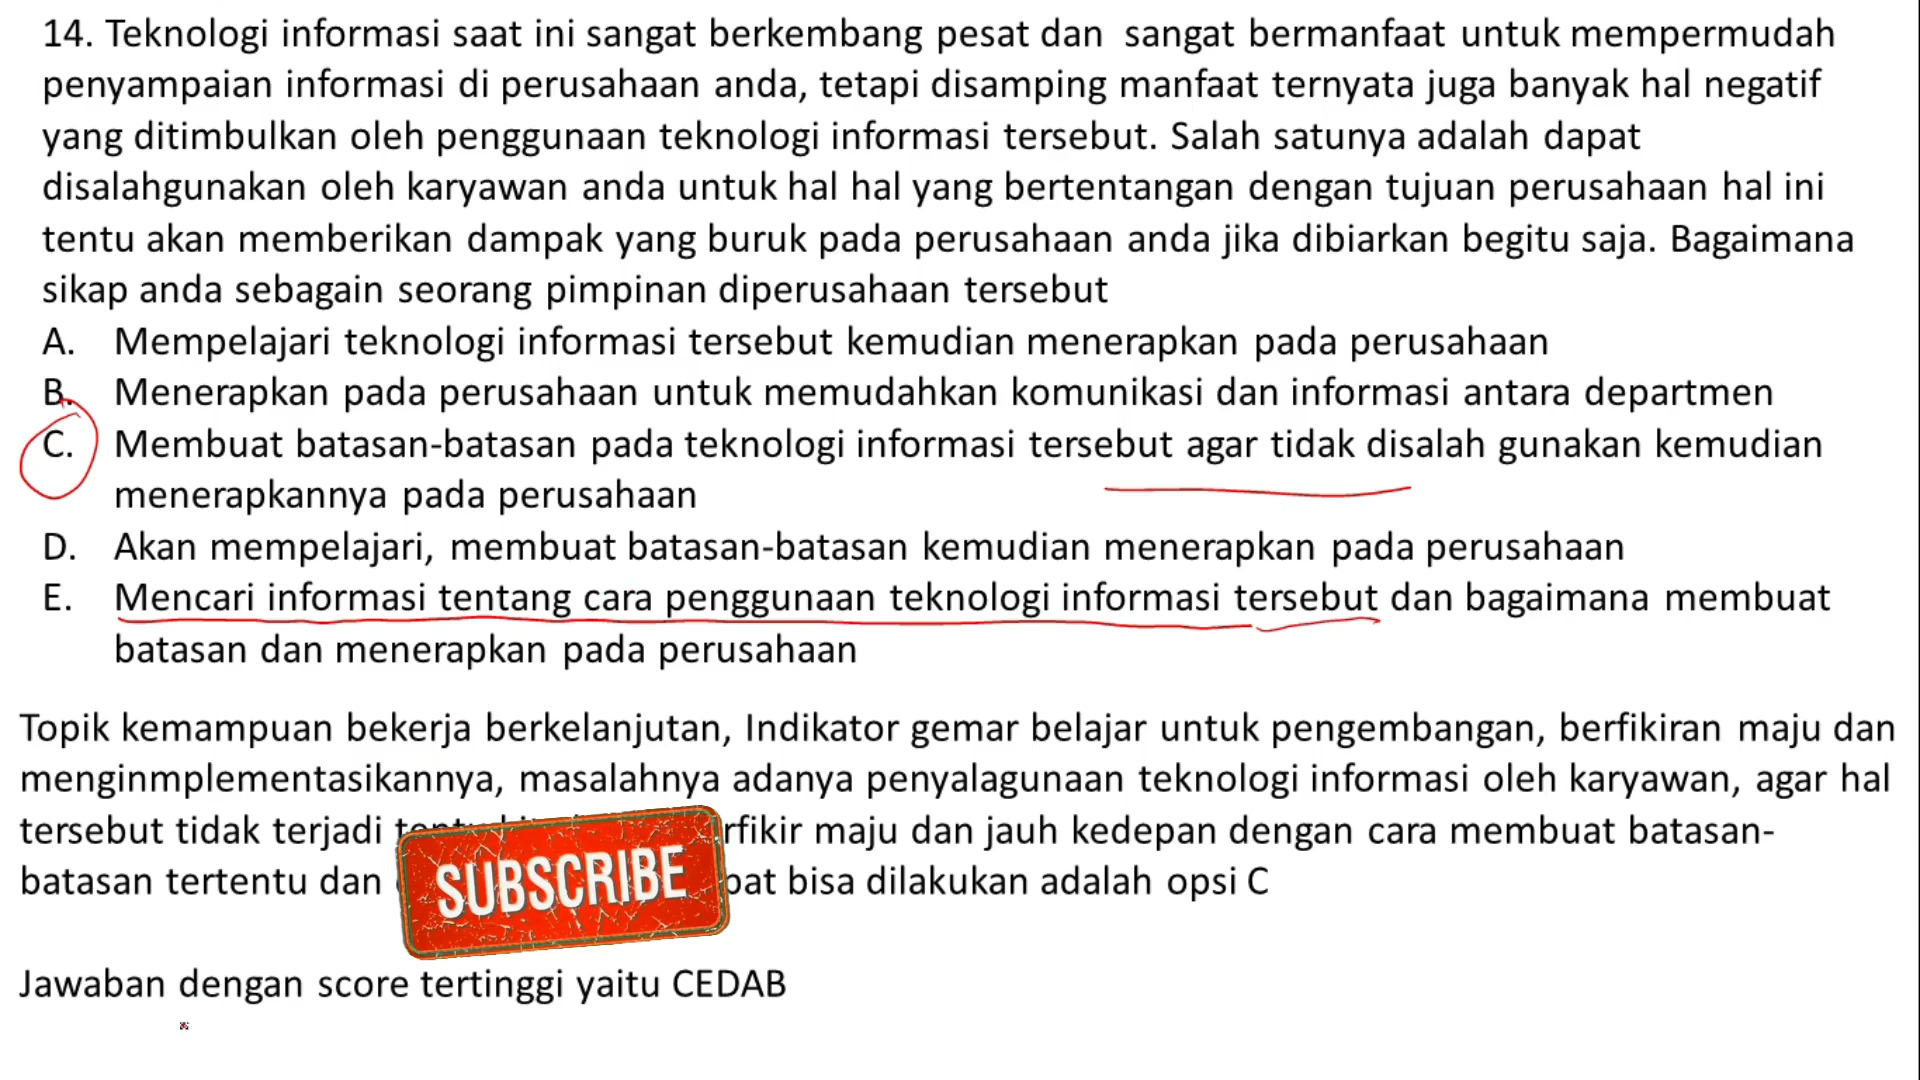 14. Teknologi informasi saat ini sangat berkembang pesat dan sangat bermanfaat untuk mempermudah
penyampaian informasi di perusahaan anda, tetapi disamping manfaat ternyata juga banyak hal negatif
yang ditimbulkan oleh penggunaan teknologi informasi tersebut. Salah satunya adalah dapat
disalahgunakan oleh karyawan anda untuk hal hal yang bertentangan dengan tujuan perusahaan hal ini
tentu akan memberikan dampak yang buruk pada perusahaan anda jika dibiarkan begitu saja. Bagaimana
sikap anda sebagain seorang pimpinan diperusahaan tersebut
A. Mempelajari teknologi informasi tersebut kemudian menerapkan pada perusahaan
B. Menerapkan pada perusahaan untuk memudahkan komunikasi dan informasi antara departmen
C. Membuat batasan-batasan pada teknologi informasi tersebut agar tidak disalah gunakan kemudian
menerapkannya pada perusahaan
D. Akan mempelajari, membuat batasan-batasan kemudian menerapkan pada perusahaan
E. Mencari informasi tentang cara penggunaan teknologi informasi tersebut dan bagaimana membuat
batasan dan menerapkan pada perusahaan
Topik kemampuan bekerja berkelanjutan, Indikator gemar belajar untuk pengembangan, berfikiran maju dan
menginmplementasikannya, masalahnya adanya penyalagunaan teknologi informasi oleh karyawan, agar hal
tersebut tidak terjadi maju dan jauh kedepan dengan cara membuat batasan-
batasan tertentu dan bisa dilakukan adalah opsi C
SUBSCRIBE
Jawaban dengan score tertinggi yaitu CEDAB